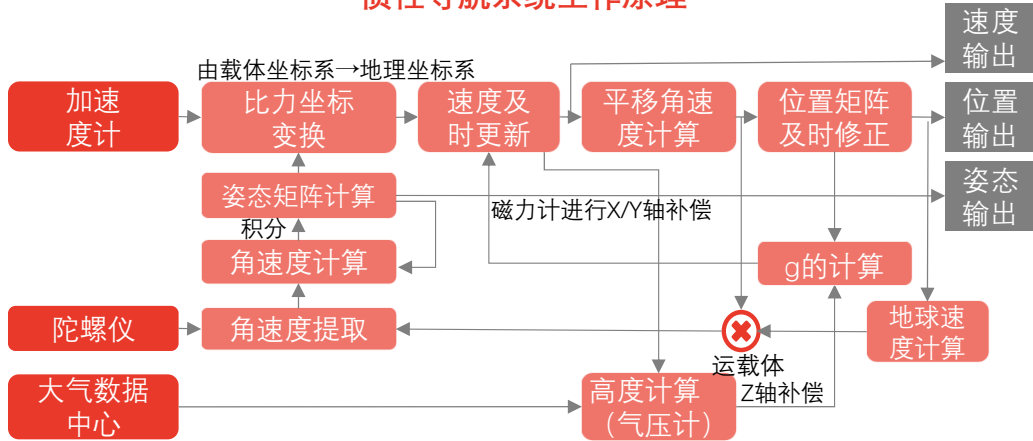 惯性导航系统工作原理
速度
输出
由载体坐标系→地理坐标系
加速
度计
比力坐标
变换
速度及
时更新
平移角速
度计算
位置矩阵
及时修正
位置
输出
姿态矩阵计算
姿态
输出
磁力计进行X/Y轴补偿
积分
角速度计算
g的计算
陀螺仪
角速度提取
地球速
度计算
运载体
Z轴补偿
大气数据
中心
高度计算
（气压计）